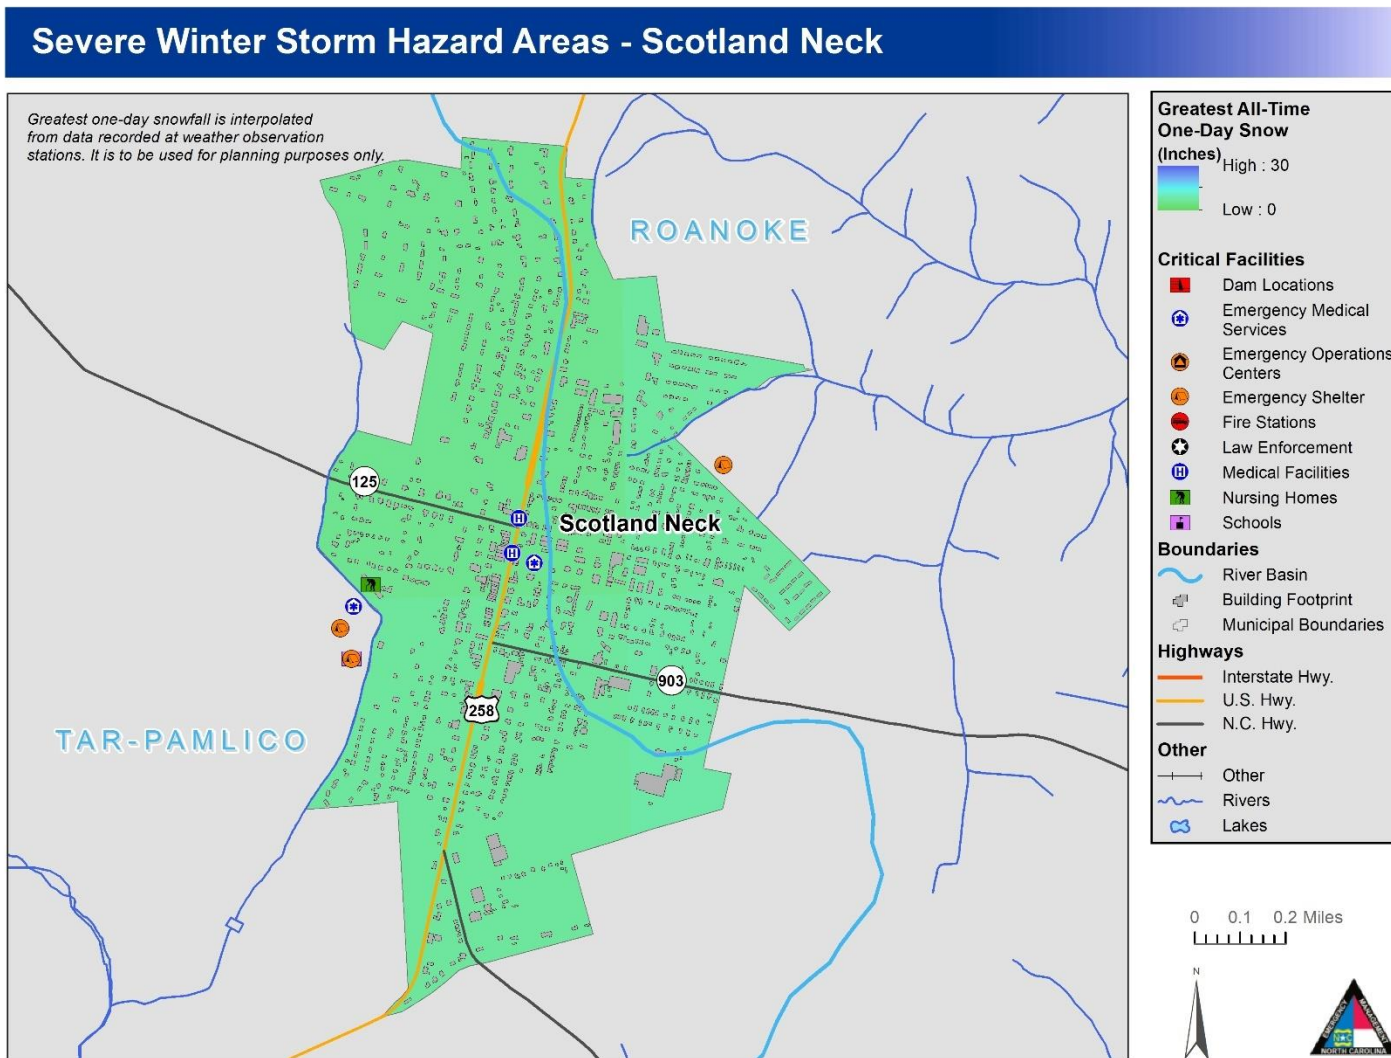 Severe Winter Storm Hazard Areas - Scotland Neck
Greatest one-day snowfall is interpolated
from data recorded at weather observation
stations. It is to be used for planning purposes only.
ROANOKE
125
Scotland Neck
903
258
TAR-PAMLICO
Greatest All-Time
One-Day Snow
(Inches)
High : 30
Low : 0
Critical Facilities
Dam Locations
Emergency Medical
Services
Emergency Operations
Centers
Emergency Shelter
Fire Stations
Law Enforcement
Medical Facilities
Nursing Homes
Schools
Boundaries
River Basin
Building Footprint
Municipal Boundaries
Highways
Interstate Hwy.
U.S. Hwy.
N.C. Hwy.
Other
Other
Rivers
Lakes
0 0.1 0.2 Miles
N
EMERGENCY
MANAGEMENT
NORTH CAROLINA